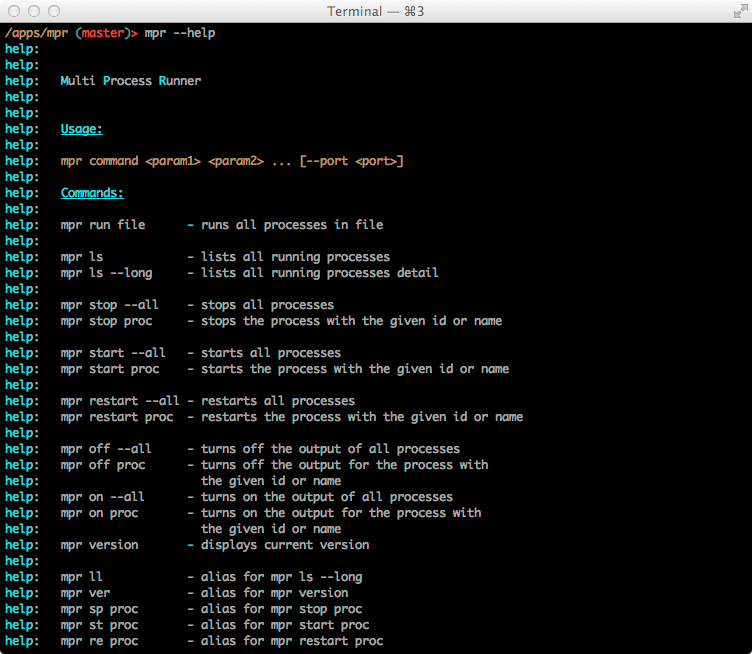 Terminal — ⌘3
/apps/mpr (master)> mpr --help
help:
help:
help:   Multi Process Runner
help:
help:
help:   Usage:
help:
help:   mpr command <param1> <param2> ... [--port <port>]
help:
help:   Commands:
help:
help:   mpr run file      - runs all processes in file
help:
help:   mpr ls            - lists all running processes
help:   mpr ls --long     - lists all running processes detail
help:
help:   mpr stop --all    - stops all processes
help:   mpr stop proc     - stops the process with the given id or name
help:
help:   mpr start --all   - starts all processes
help:   mpr start proc    - starts the process with the given id or name
help:
help:   mpr restart --all - restarts all processes
help:   mpr restart proc  - restarts the process with the given id or name
help:
help:   mpr off --all     - turns off the output of all processes
help:   mpr off proc      - turns off the output for the process with
help:                       the given id or name
help:   mpr on --all      - turns on the output of all processes
help:   mpr on proc       - turns on the output for the process with
help:                       the given id or name
help:   mpr version       - displays current version
help:
help:   mpr ll            - alias for mpr ls --long
help:   mpr ver           - alias for mpr version
help:   mpr sp proc       - alias for mpr stop proc
help:   mpr st proc       - alias for mpr start proc
help:   mpr re proc       - alias for mpr restart proc